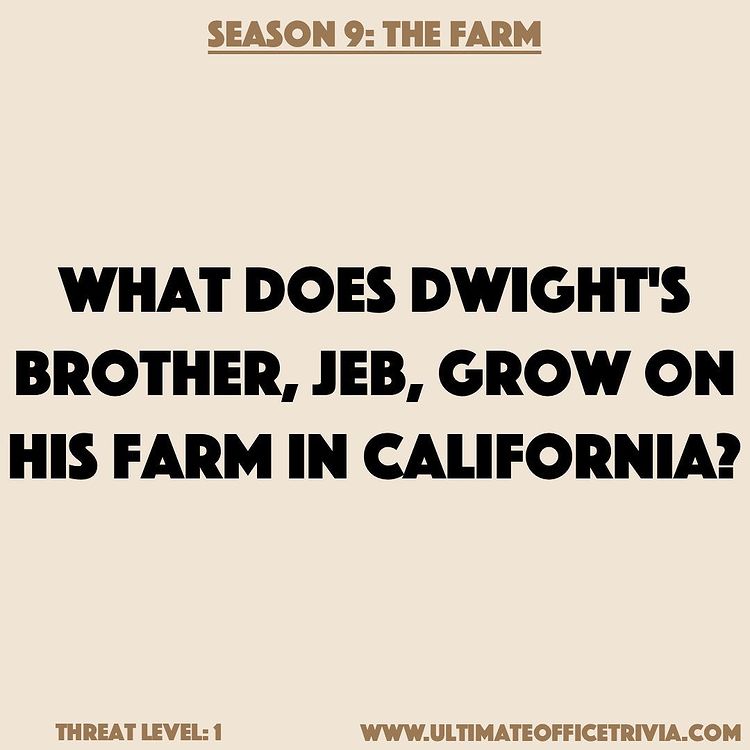 SEASON 9: THE FARM
WHAT DOES DWIGHT'S
BROTHER, JEB, GROW ON
HIS FARM IN CALIFORNIA?
THREAT LEVEL: 1
WWW.ULTIMATEOFFICETRIVIA.COM